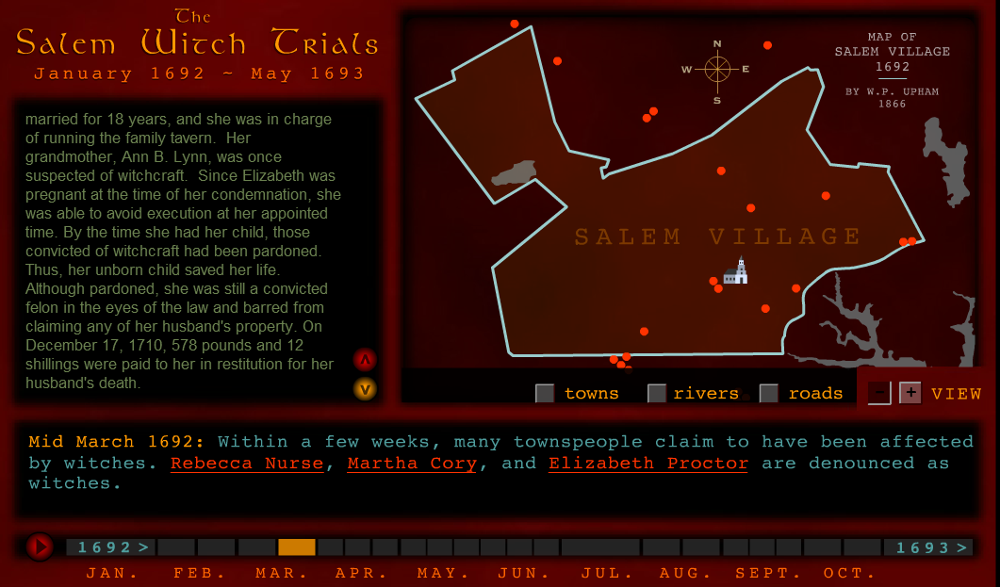 The
Salem Witch Trials
January 1692 ~ May 1693
married for 18 years, and she was in charge
of running the family tavern.  Her
grandmother, Ann B. Lynn, was once
suspected of witchcraft.  Since Elizabeth was
pregnant at the time of her condemnation, she
was able to avoid execution at her appointed
time. By the time she had her child, those
convicted of witchcraft had been pardoned.
Thus, her unborn child saved her life.
Although pardoned, she was still a convicted
felon in the eyes of the law and barred from
claiming any of her husband's property. On
December 17, 1710, 578 pounds and 12
shillings were paid to her in restitution for her
husband's death.
N
W E
S
MAP OF
SALEM VILLAGE
1692
BY W.P. UPHAM
1866
SALEM VILLAGE
towns rivers roads - + VIEW
Mid March 1692: Within a few weeks, many townspeople claim to have been affected
by witches. Rebecca Nurse, Martha Cory, and Elizabeth Proctor are denounced as
witches.
1692 > 1693 >
JAN. FEB. MAR. APR. MAY. JUN. JUL. AUG. SEPT. OCT.